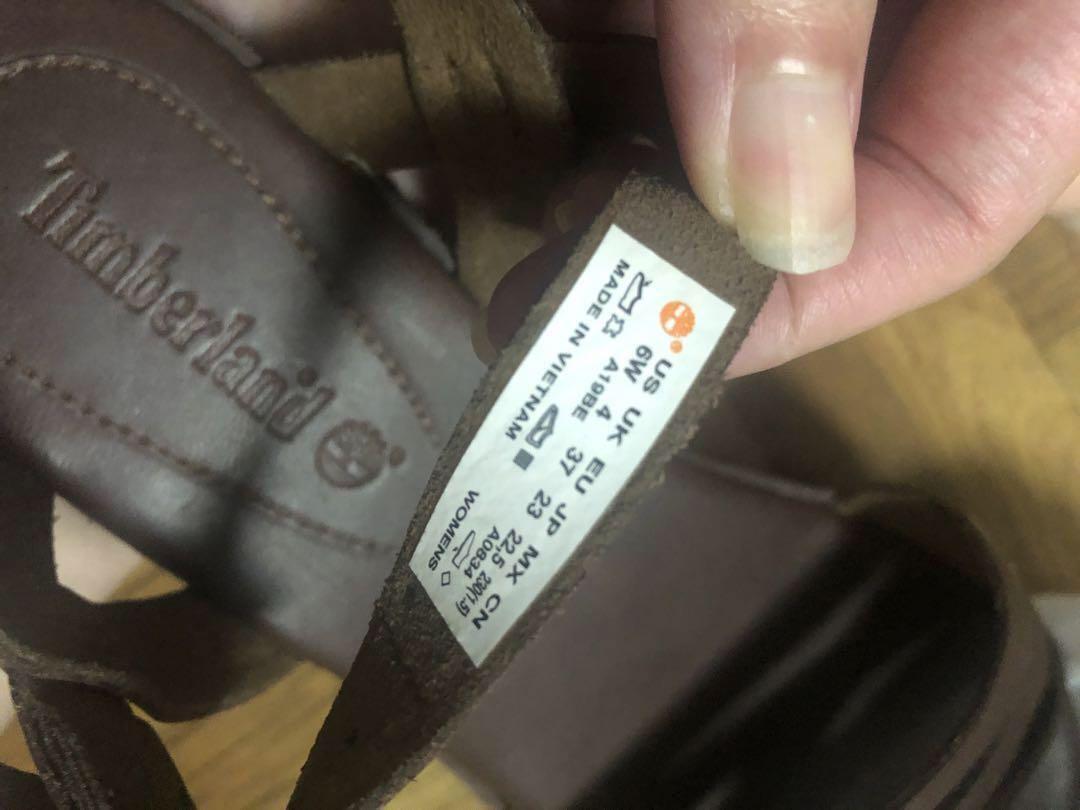 Timberland
US UK EU JP MX CN
6W 4 37 23 22,5 230(1.5)
A19BE A0834
MADE IN VIETNAM WOMENS